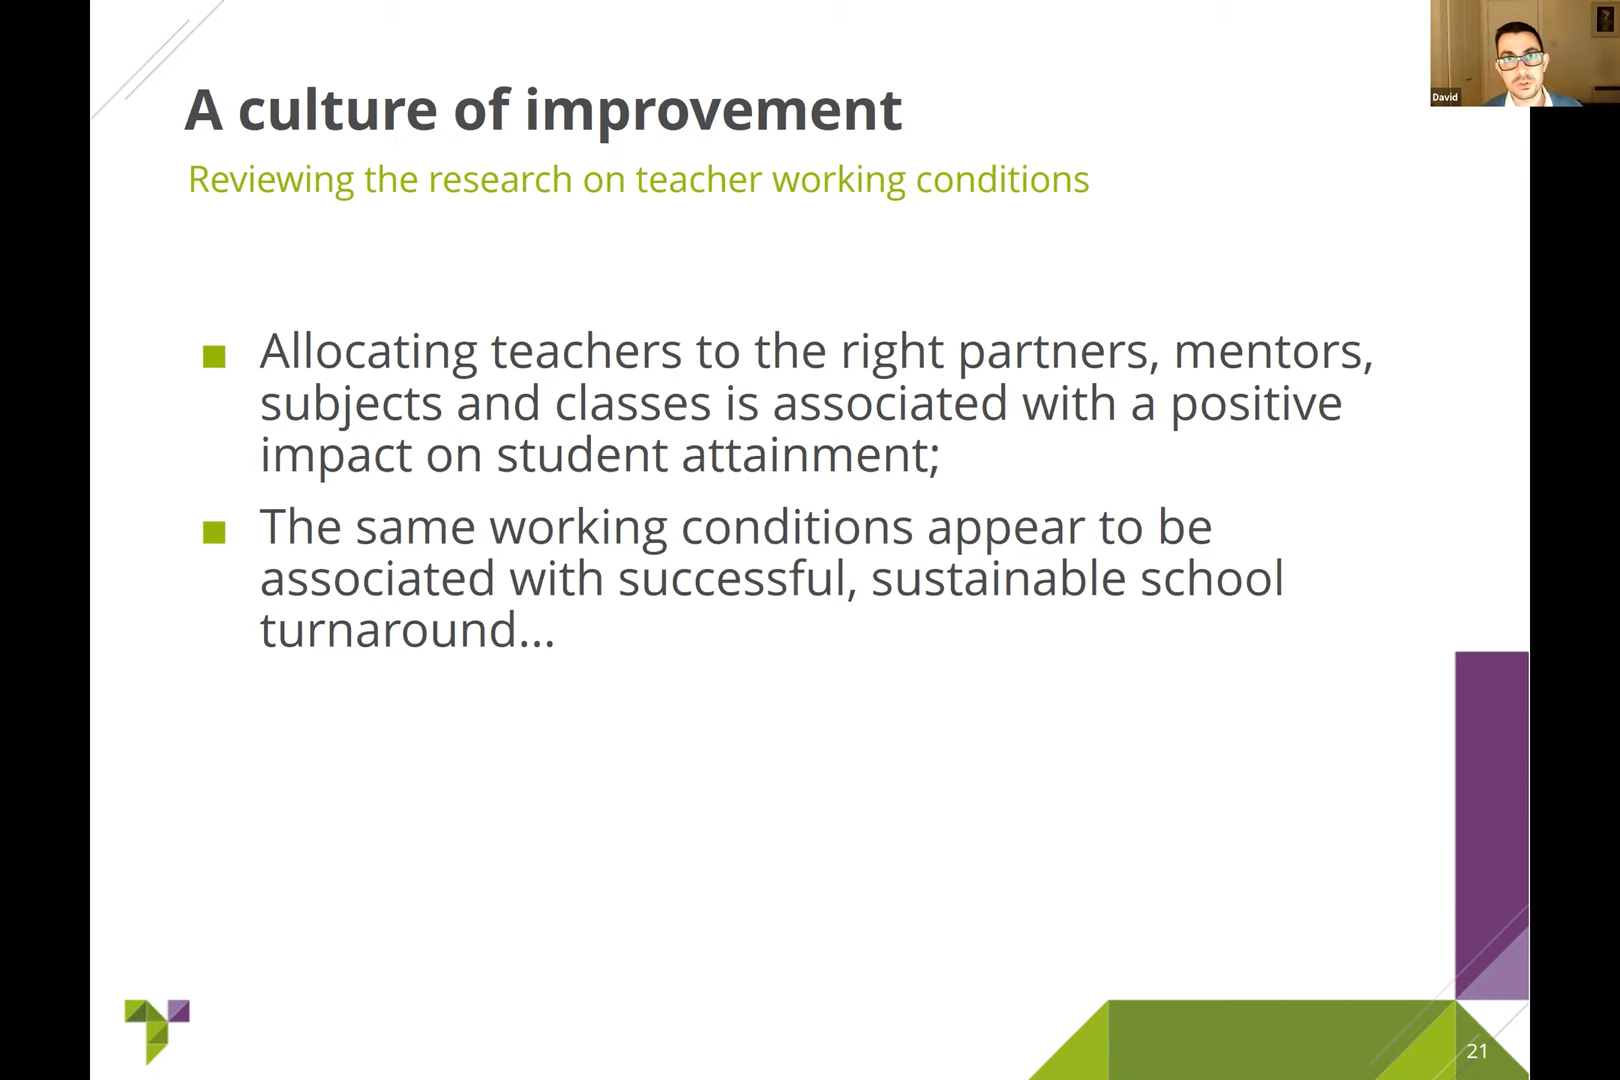 A culture of improvement
David
Reviewing the research on teacher working conditions
■ Allocating teachers to the right partners, mentors,
subjects and classes is associated with a positive
impact on student attainment;
■ The same working conditions appear to be
associated with successful, sustainable school
turnaround...
21